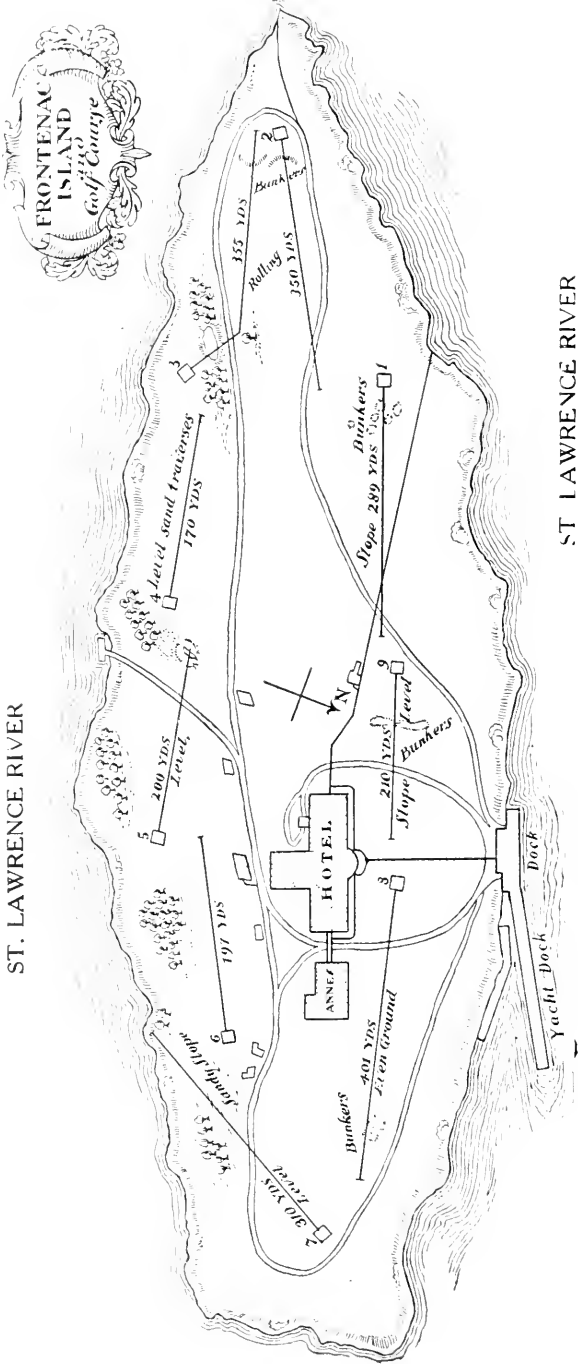 FRONTENAC
ISLAND
and
Golf Course
ST. LAWRENCE RIVER
ST LAWRENCE RIVER
2
Bunkers
355 YDS
Rolling
350 YDS
3
1
Bunkers
Slope 289 YDS
4 Level sand traverses
170 YDS
N
9
210 YDS
Level
Slope Bunkers
200 YDS
Level,
5
HOTEL
ANNEX
8
401 YDS
Even Ground
Bunkers
197 YDS
6
Sandy Slope
310 YDS
Level
7
Dock
Yacht Dock